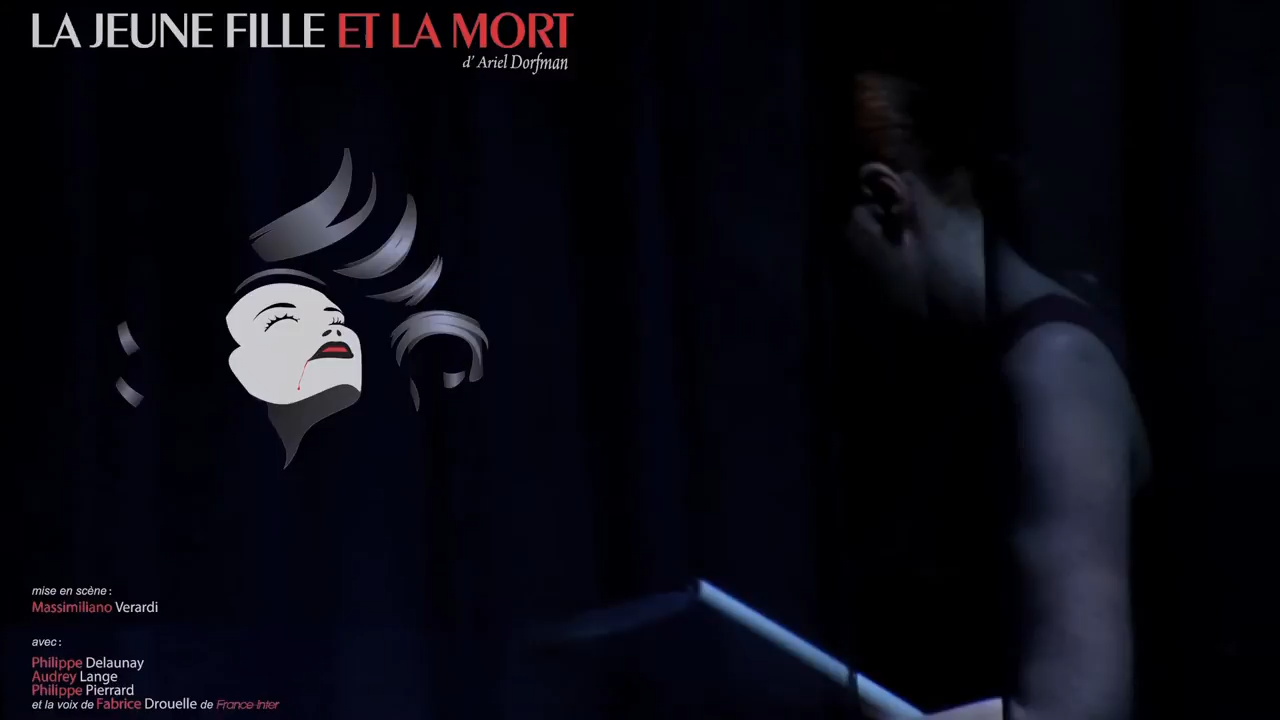 LA JEUNE FILLE ET LA MORT
d' Ariel Dorfman
mise en scène :
Massimiliano Verardi
avec :
Philippe Delaunay
Audrey Lange
Philippe Pierrard
et la voix de Fabrice Drouelle de France-Inter